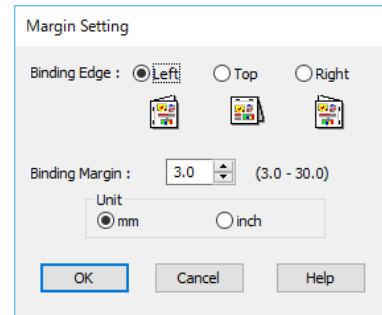 Margin Setting
Binding Edge : Left Top Right
Binding Margin : 3.0 (3.0 - 30.0)
Unit
mm inch
OK Cancel Help